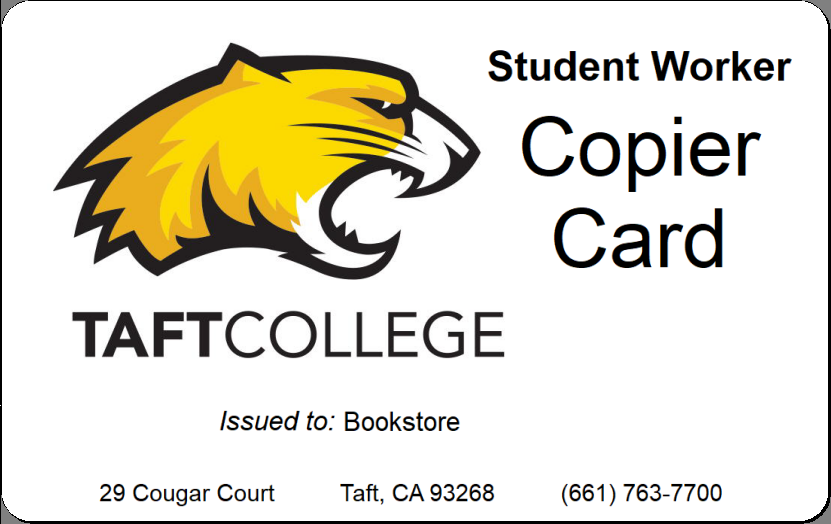 Student Worker
Copier
Card
TAFTCOLLEGE
Issued to: Bookstore
29 Cougar Court Taft, CA 93268 (661) 763-7700